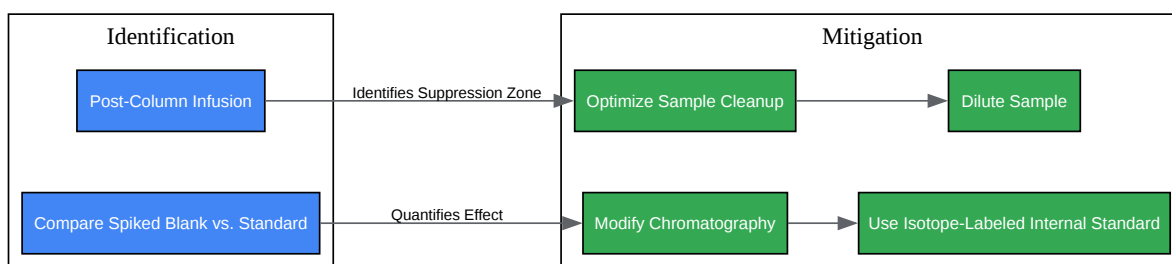 Identification
Mitigation
Post-Column Infusion
Identifies Suppression Zone
Optimize Sample Cleanup
Dilute Sample
Compare Spiked Blank vs. Standard
Quantifies Effect
Modify Chromatography
Use Isotope-Labeled Internal Standard